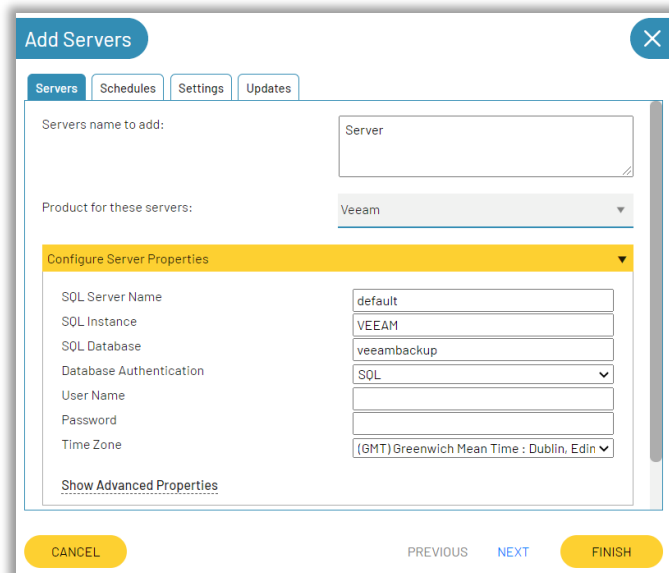 Add Servers
Servers Schedules Settings Updates
Servers name to add:
Server
Product for these servers:
Veeam
Configure Server Properties
SQL Server Name
default
SQL Instance
VEEAM
SQL Database
veeambackup
Database Authentication
SQL
User Name
Password
Time Zone
(GMT) Greenwich Mean Time : Dublin, Edin
Show Advanced Properties
CANCEL PREVIOUS NEXT FINISH